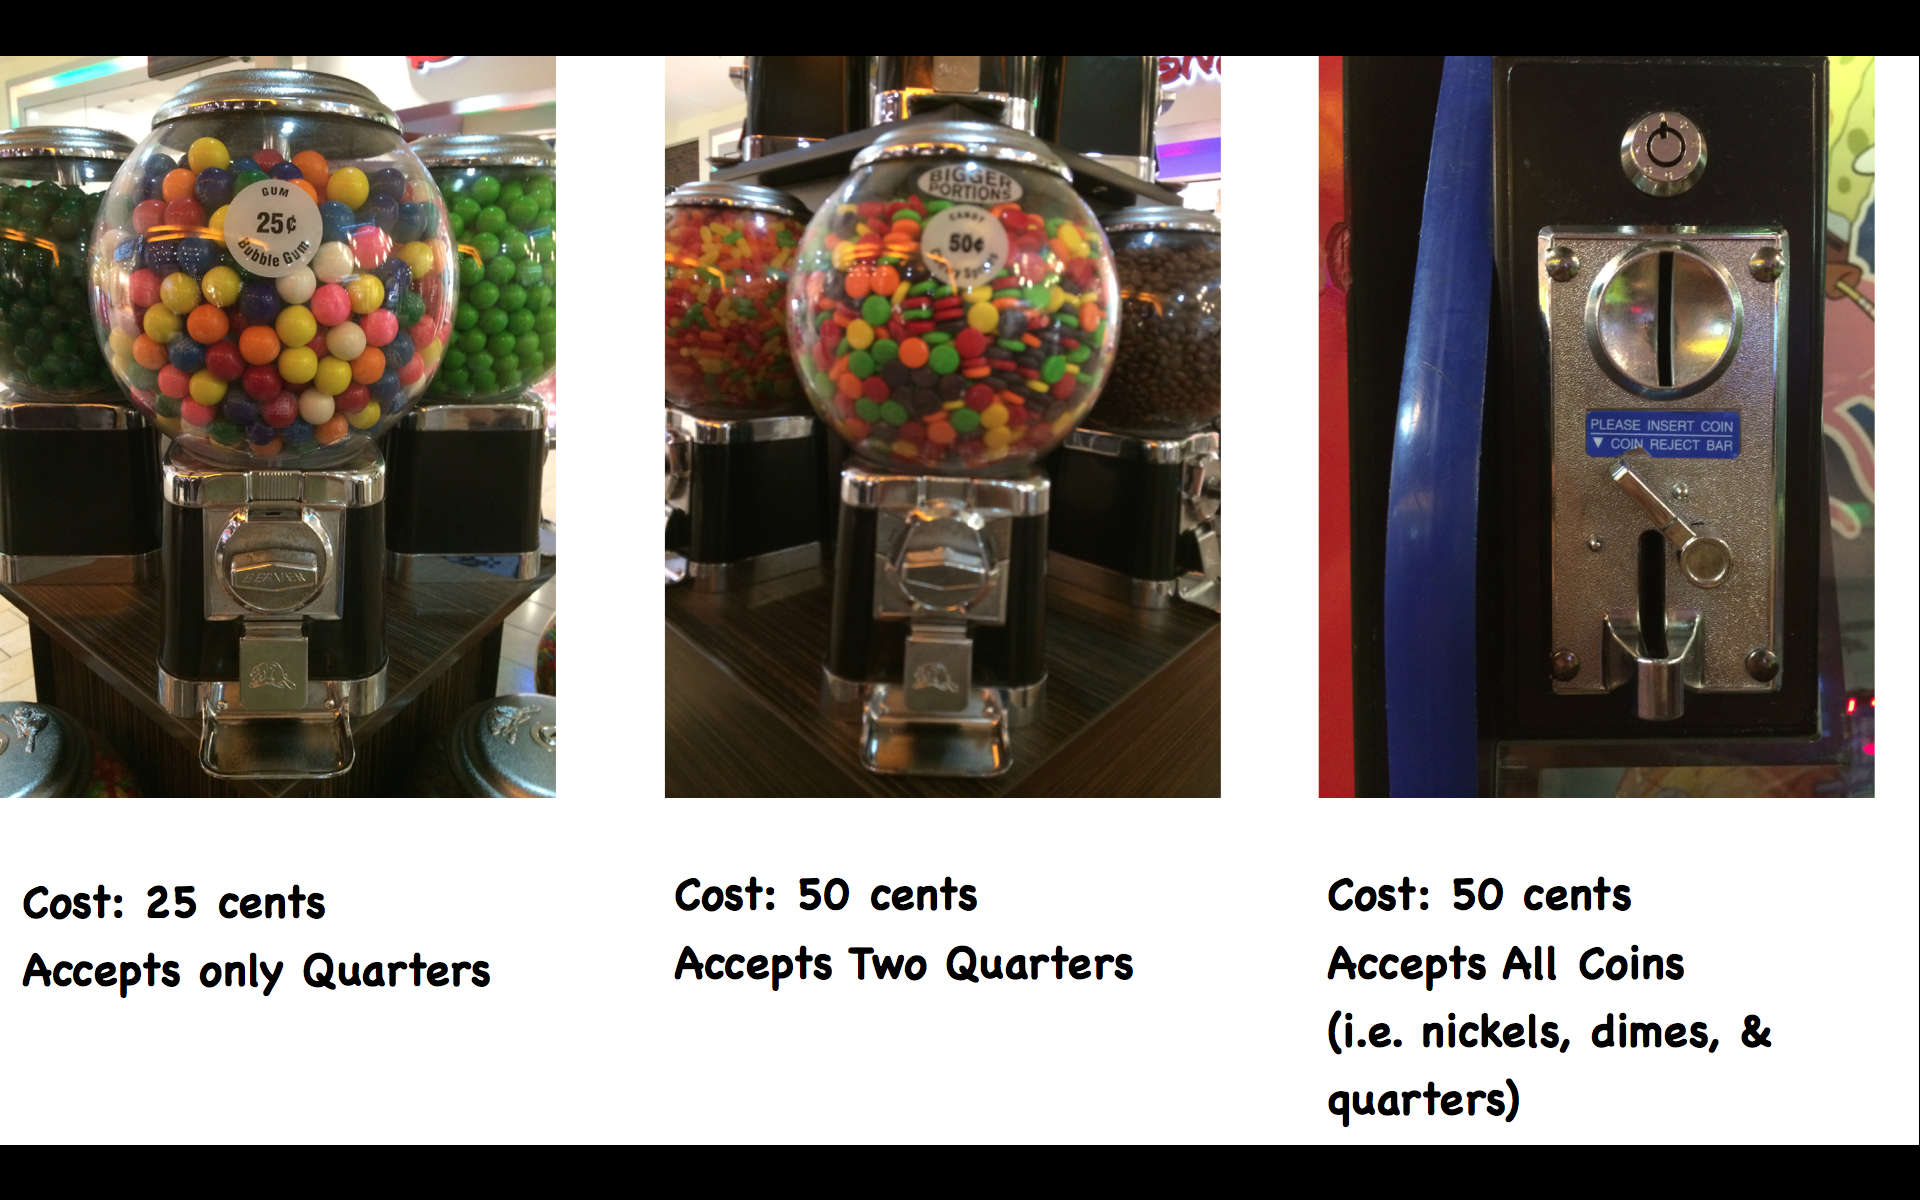 GUM
25¢
Bubble Gum
BEAVER
BIGGER
PORTIONS
CANDY
50¢
PLEASE INSERT COIN
▼ COIN REJECT BAR
Cost: 25 cents
Accepts only Quarters
Cost: 50 cents
Accepts Two Quarters
Cost: 50 cents
Accepts All Coins
(i.e. nickels, dimes, &
quarters)